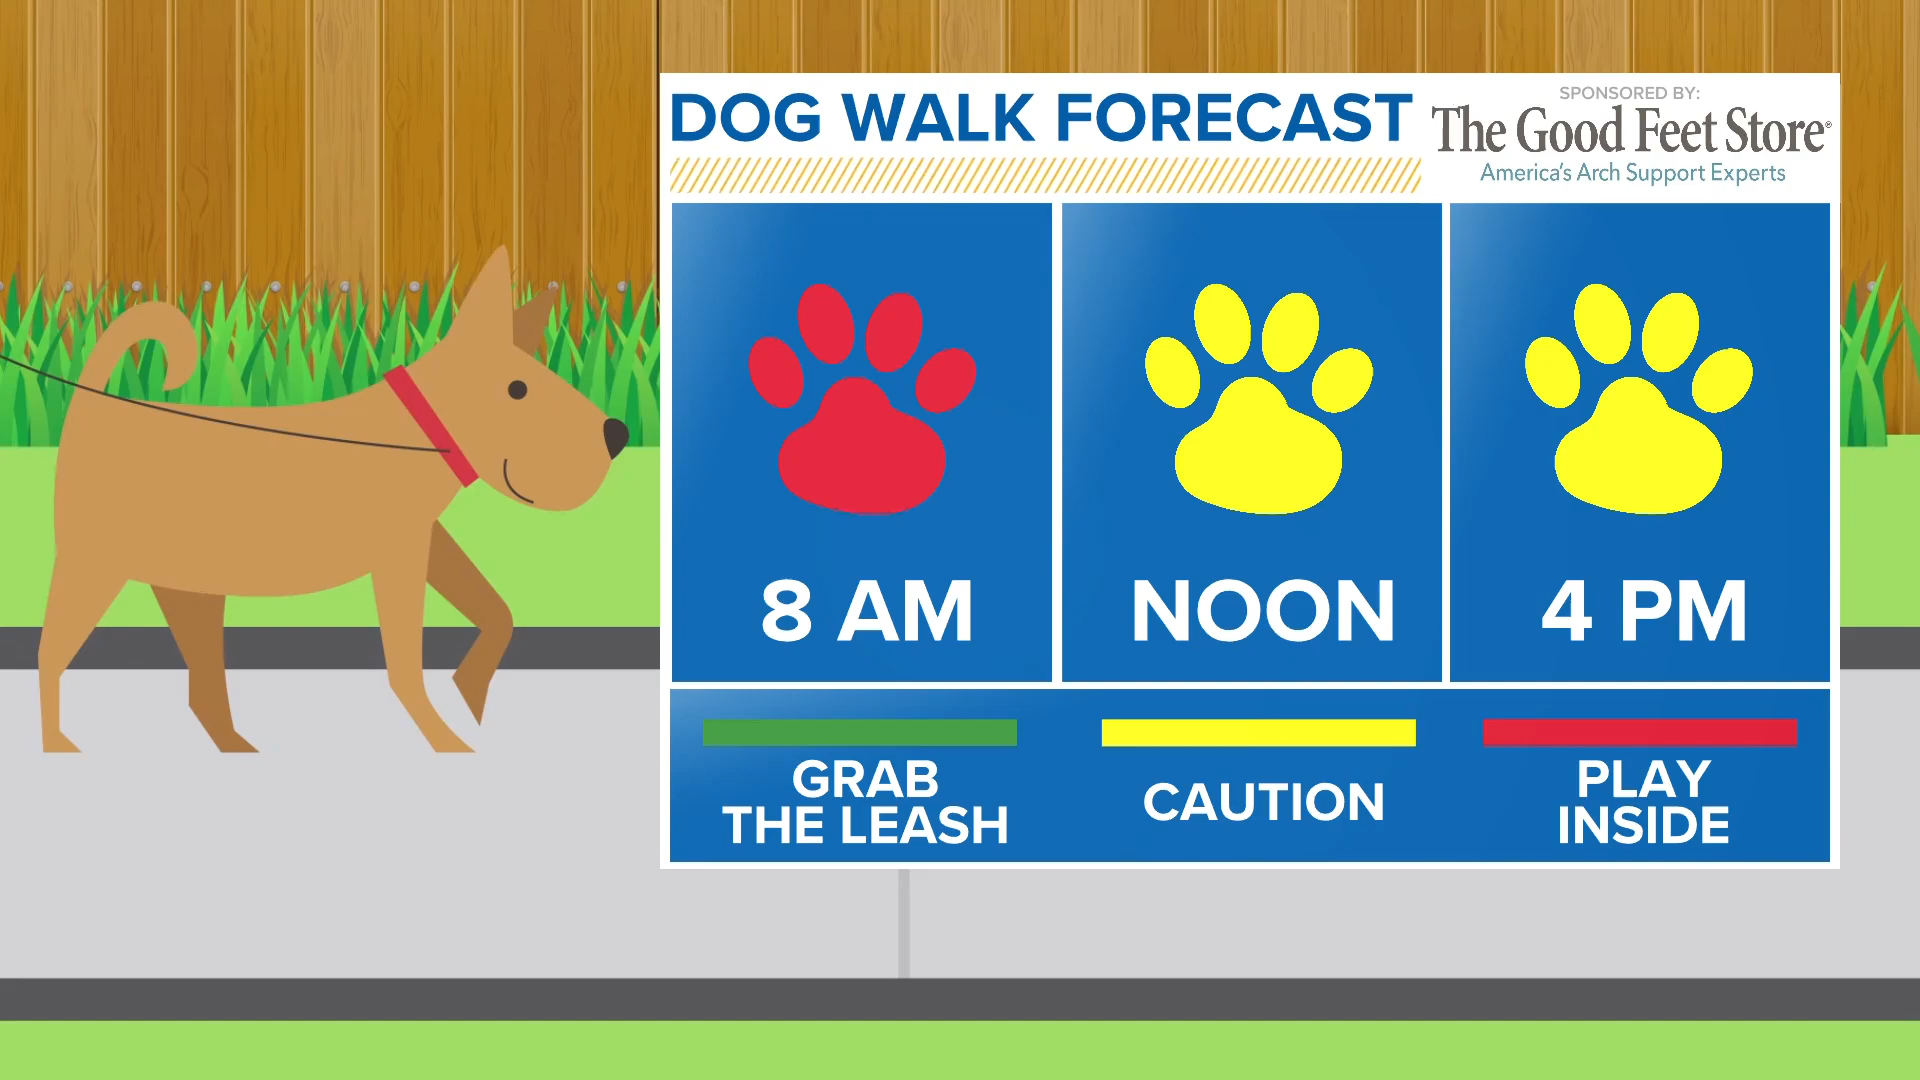 DOG WALK FORECAST
SPONSORED BY:
The Good Feet Store®
America's Arch Support Experts
8 AM
NOON
4 PM
GRAB
THE LEASH
CAUTION
PLAY
INSIDE